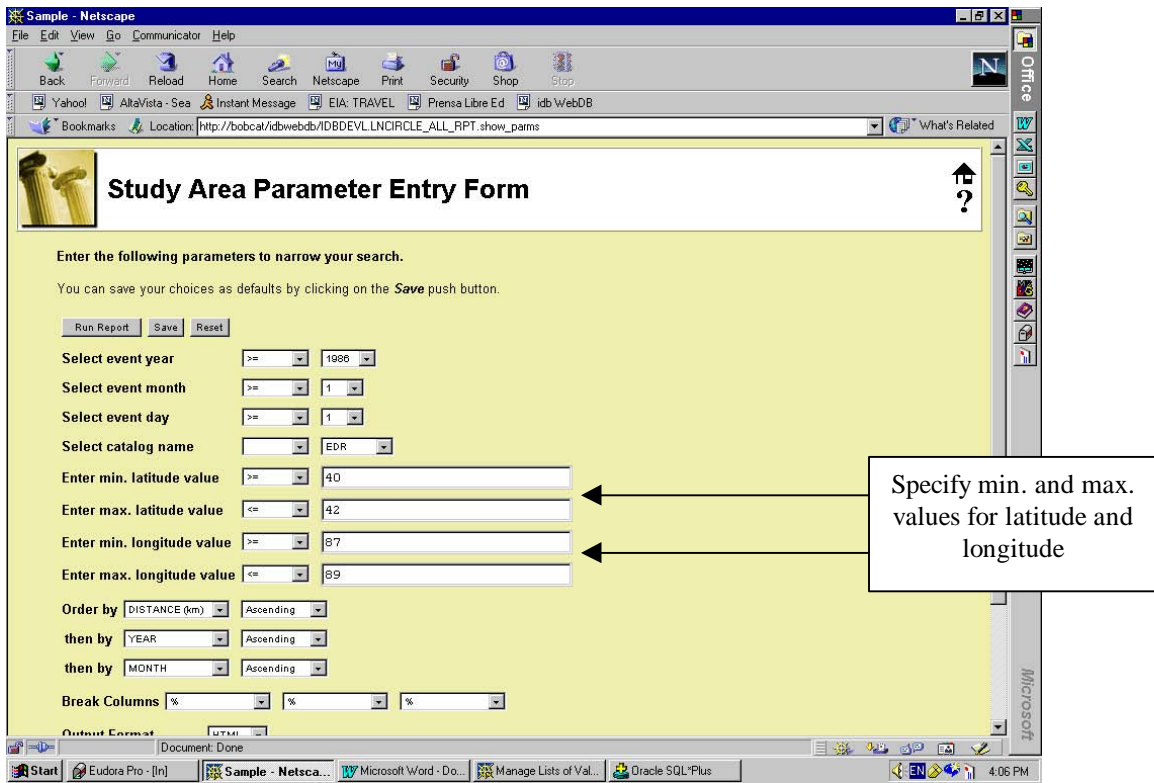 Sample - Netscape
File Edit View Go Communicator Help
Back Forward Reload Home Search Netscape Print Security Shop Stop
My
N
Office
Yahoo! AltaVista - Sea Instant Message EIA: TRAVEL Prensa Libre Ed idb WebDB
Bookmarks Location: http://bobcat/idbwebdb/IDBDEVL.LNCIRCLE_ALL_RPT.show_parms What's Related
Study Area Parameter Entry Form
?
Enter the following parameters to narrow your search.
You can save your choices as defaults by clicking on the Save push button.
Run Report Save Reset
Select event year >= 1986
Select event month >= 1
Select event day >= 1
Select catalog name EDR
Enter min. latitude value >= 40
Enter max. latitude value <= 42
Enter min. longitude value >= 87
Enter max. longitude value <= 89
Specify min. and max.
values for latitude and
longitude
Order by DISTANCE (km) Ascending
then by YEAR Ascending
then by MONTH Ascending
Break Columns % % %
Output Format HTML
Microsoft
Document: Done
Start Eudora Pro - [In] Sample - Netsca... Microsoft Word - Do... Manage Lists of Val... Oracle SQL*Plus EN 4:06 PM